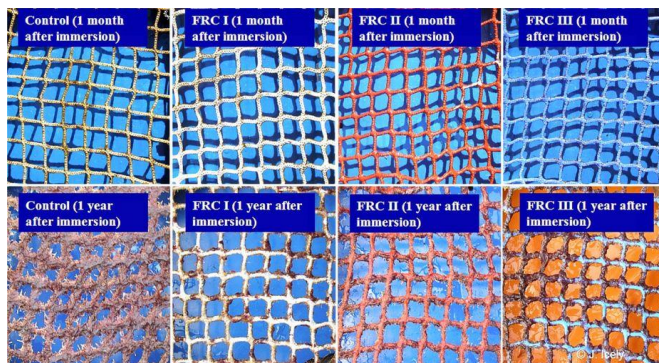 Control (1 month
after immersion)
FRC I (1 month
after immersion)
FRC II (1 month
after immersion)
FRC III (1 month
after immersion)
Control (1 year
after immersion)
FRC I (1 year after
immersion)
FRC II (1 year after
immersion)
FRC III (1 year after
immersion)
© J. Icely